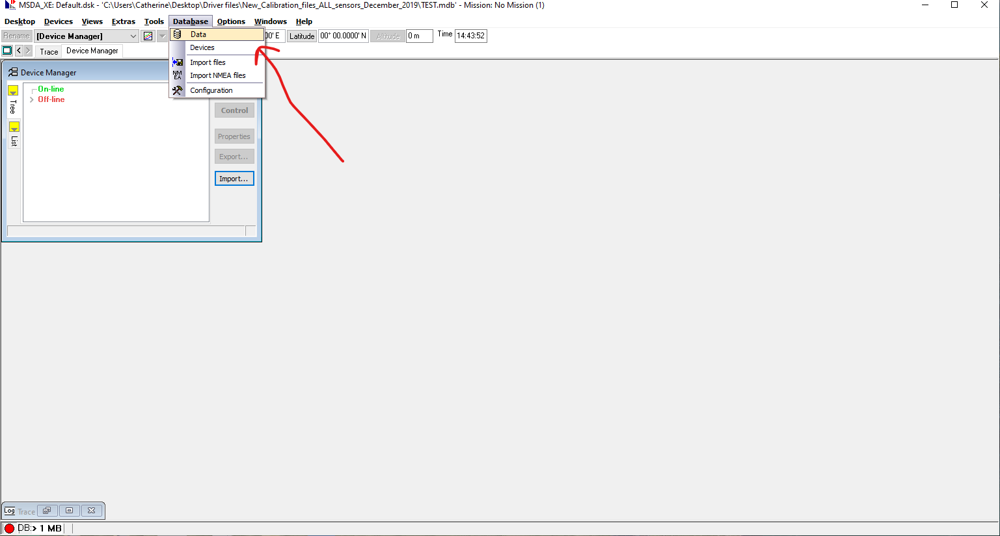 MSDA_XE: Default.dsk - 'C:\Users\Catherine\Desktop\Driver files\New_Calibration_files_ALL_sensors_December_2019\TEST.mdb' - Mission: No Mission (1)
Desktop Devices Views Extras Tools Database Options Windows Help
Rename [Device Manager] 00' E Latitude 00° 00.0000' N Altitude 0 m Time 14:43:52
Trace Device Manager
Data
Devices
Import files
NM EA Import NMEA files
Configuration
Device Manager
Tree
List
On-line
Off-line
Control
Properties
Export...
Import...
Log Trace
DB:> 1 MB